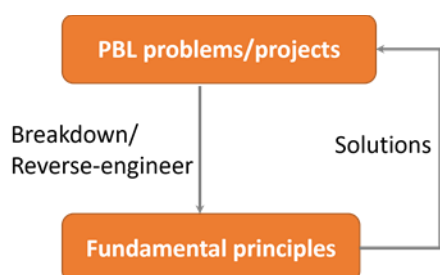 PBL problems/projects
Breakdown/
Reverse-engineer
Solutions
Fundamental principles